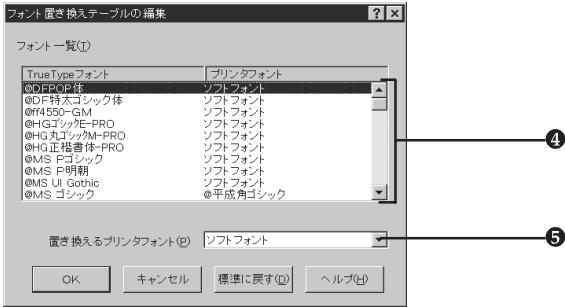 フォント置き換えテーブルの編集
フォント一覧(T)
TrueTypeフォント プリンタフォント
@DFPOP体 ソフトフォント
@DF特太ゴシック体 ソフトフォント
@ff4550-GM ソフトフォント
@HGゴシックE-PRO ソフトフォント
@HG丸ゴシックM-PRO ソフトフォント
@HG正楷書体-PRO ソフトフォント
@MS Pゴシック ソフトフォント
@MS P明朝 ソフトフォント
@MS UI Gothic ソフトフォント
@MS ゴシック @平成角ゴシック
❹
置き換えるプリンタフォント(P) ソフトフォント
❺
OK キャンセル 標準に戻す(D) ヘルプ(H)